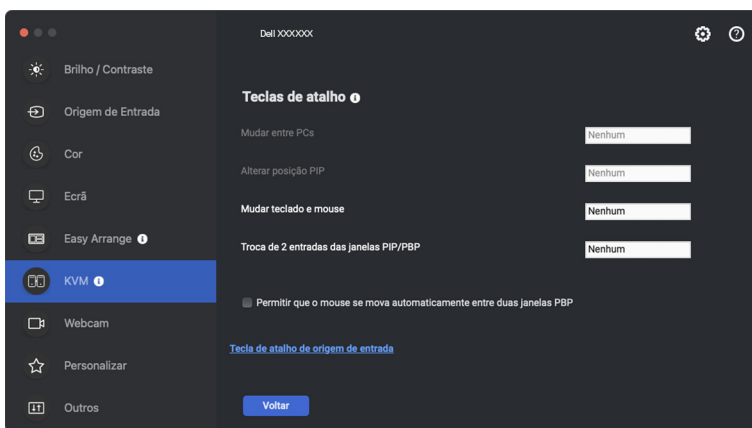 Dell XXXXXX
Brilho / Contraste
Origem de Entrada
Cor
Ecrã
Easy Arrange
KVM
Webcam
Personalizar
Outros
Teclas de atalho
Mudar entre PCs
Nenhum
Alterar posição PIP
Nenhum
Mudar teclado e mouse
Nenhum
Troca de 2 entradas das janelas PIP/PBP
Nenhum
Permitir que o mouse se mova automaticamente entre duas janelas PBP
Tecla de atalho de origem de entrada
Voltar